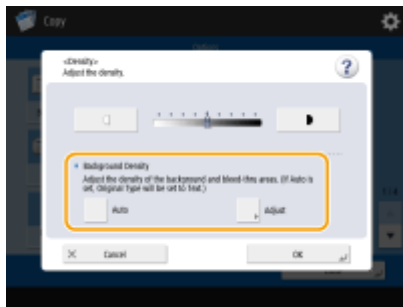 Copy
Options
<Density>
Adjust the density.
?
Background Density
Adjust the density of the background and bleed-thru areas. (If Auto is
set, Original Type will be set to Text.)
Auto
Adjust
Cancel
OK